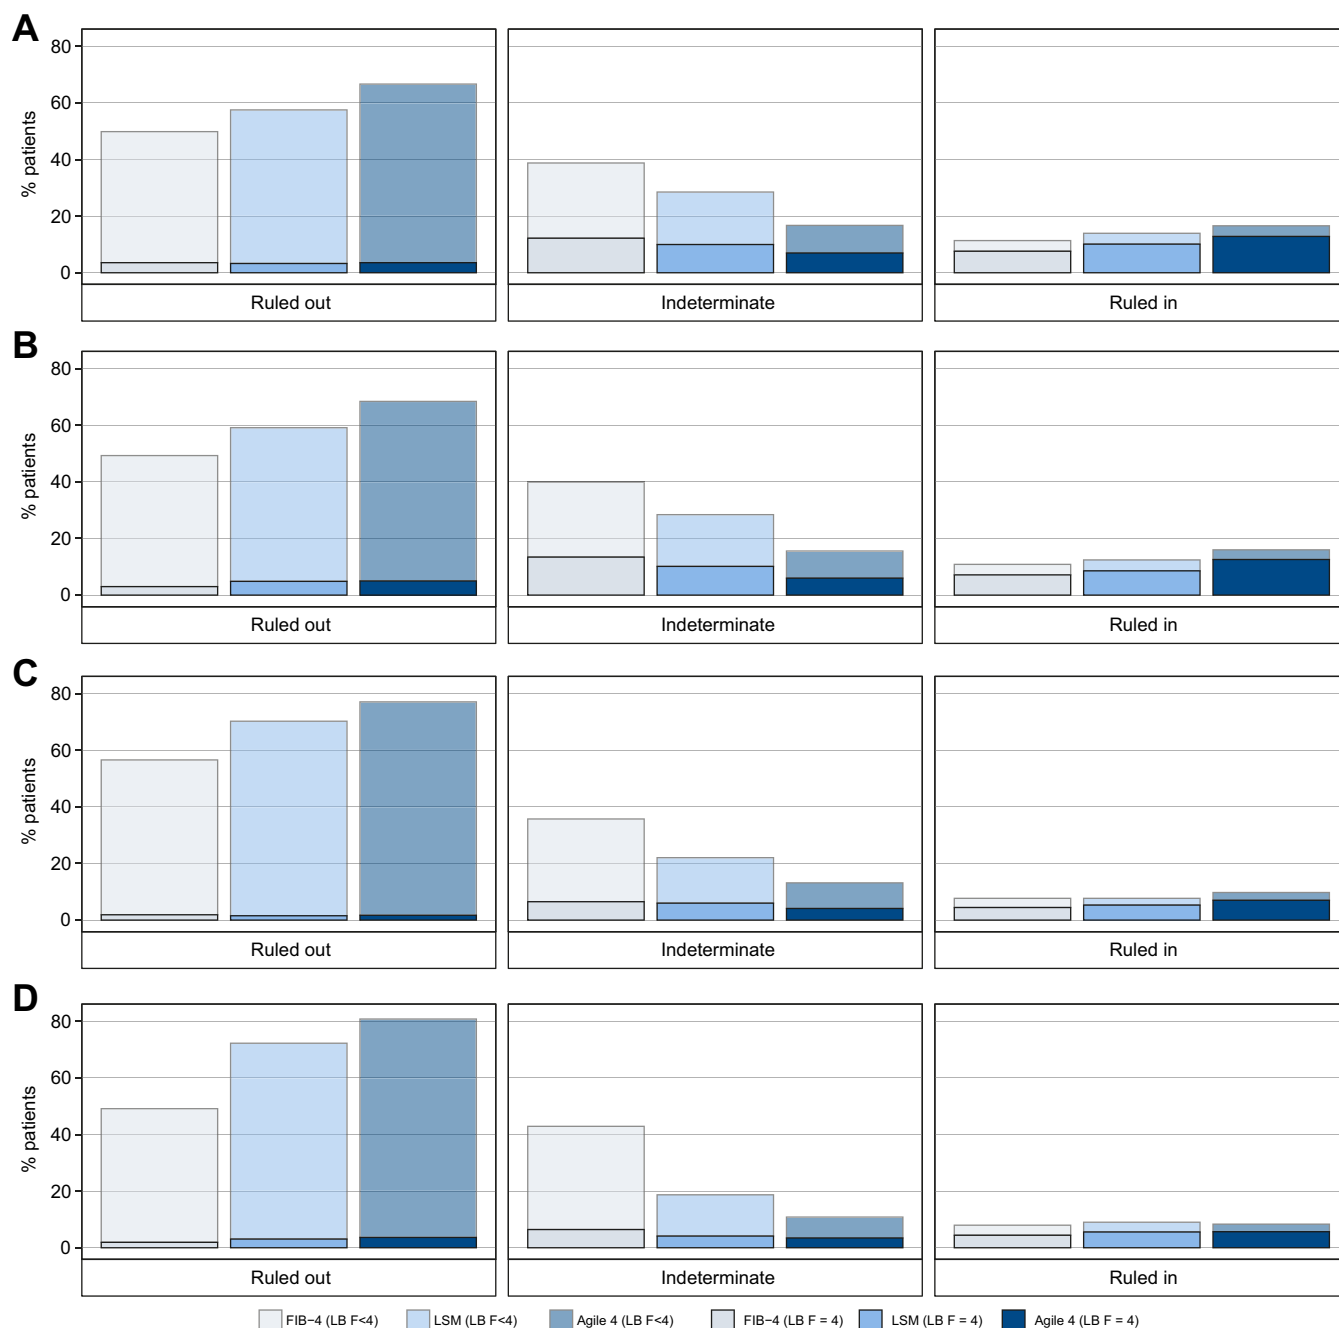 A
80
60
40
20
0
% patients
Ruled out
Indeterminate
Ruled in
B
80
60
40
20
0
% patients
Ruled out
Indeterminate
Ruled in
C
80
60
40
20
0
% patients
Ruled out
Indeterminate
Ruled in
D
80
60
40
20
0
% patients
Ruled out
Indeterminate
Ruled in
FIB−4 (LB F<4) LSM (LB F<4) Agile 4 (LB F<4) FIB−4 (LB F = 4) LSM (LB F = 4) Agile 4 (LB F = 4)